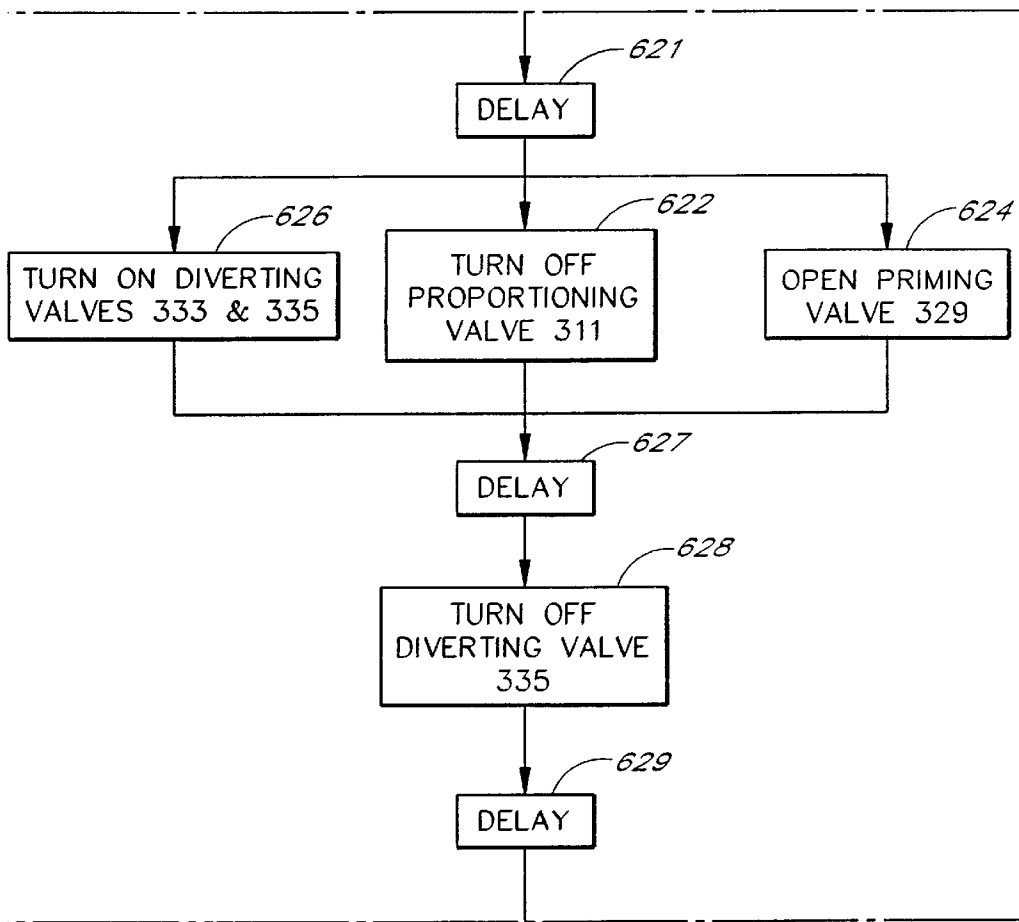 621
DELAY
626
TURN ON DIVERTING
VALVES 333 & 335
622
TURN OFF
PROPORTIONING
VALVE 311
624
OPEN PRIMING
VALVE 329
627
DELAY
628
TURN OFF
DIVERTING VALVE
335
629
DELAY